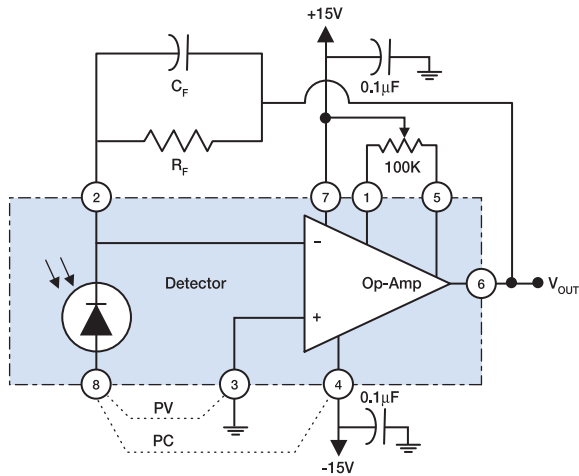 +15V
C_F
0.1µF
R_F
100K
2
7
1
5
Detector
−
Op-Amp
6
V_OUT
+
8
3
4
0.1µF
PV
PC
-15V